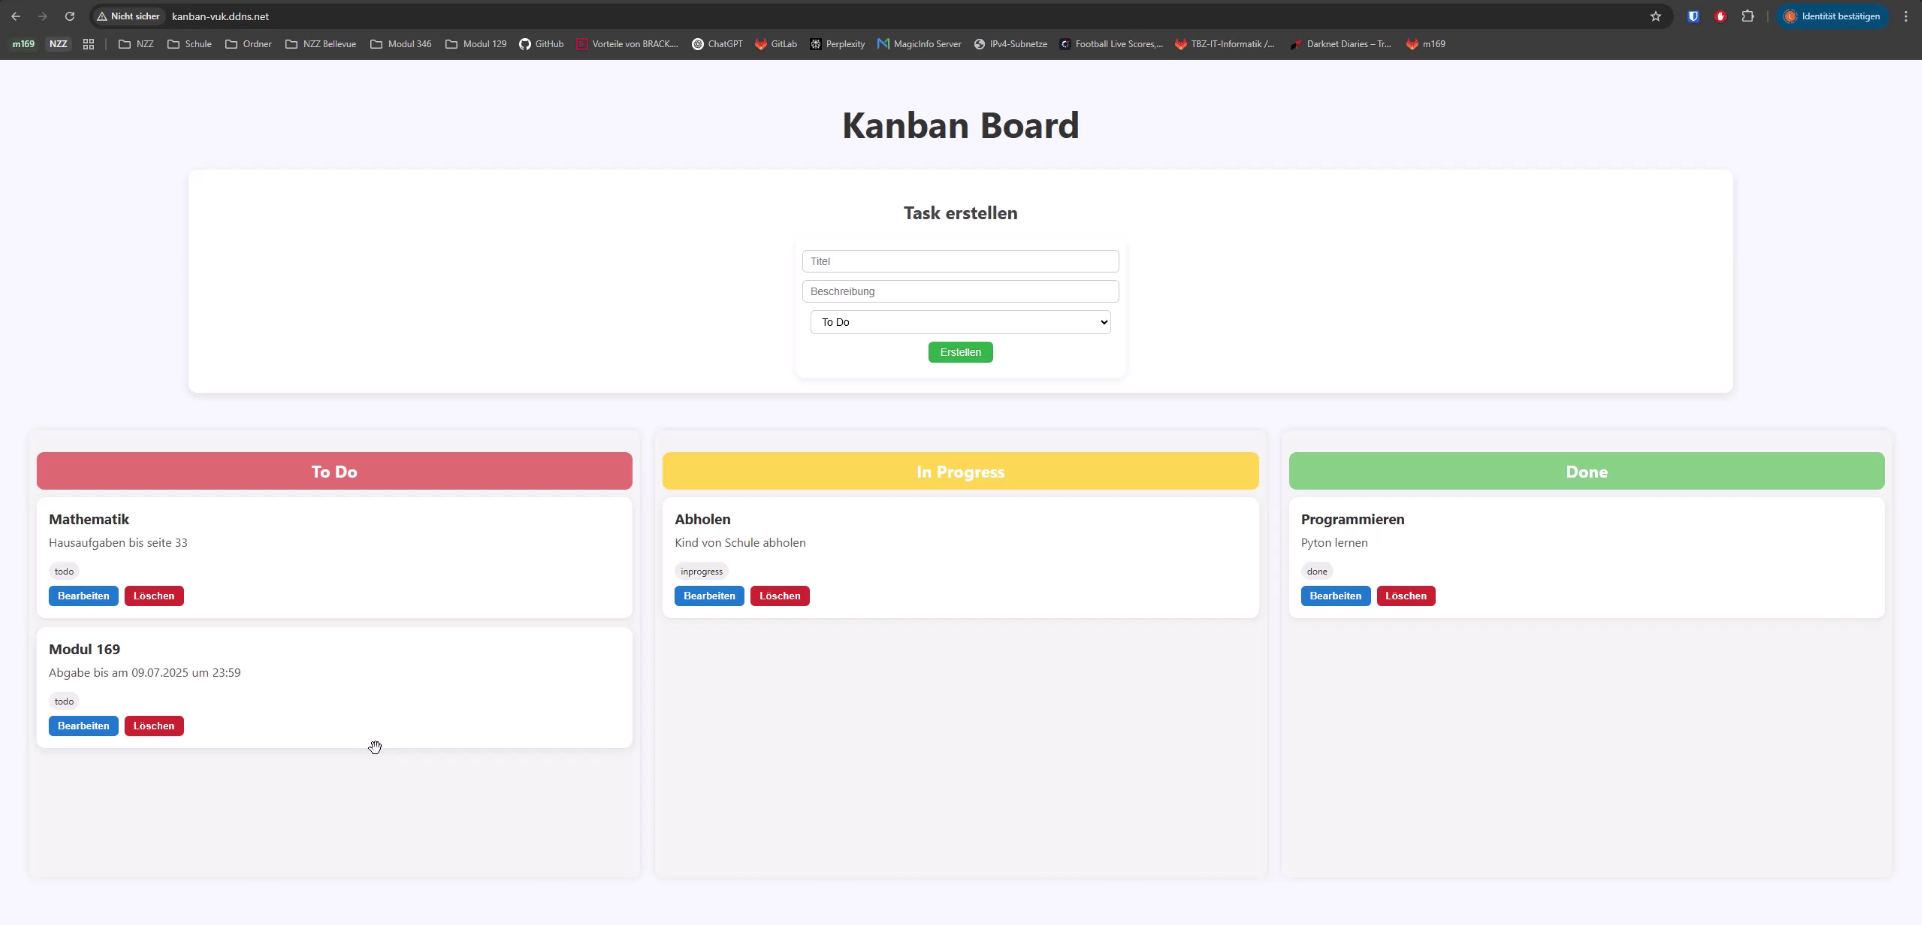 Nicht sicher kanban-vuk.ddns.net Identität bestätigen
m169 NZZ NZZ Schule Ordner NZZ Bellevue Modul 346 Modul 129 GitHub Vorteile von BRACK.... ChatGPT GitLab Perplexity MagicInfo Server IPv4-Subnetze Football Live Scores,... TBZ-IT-Informatik /... Darknet Diaries – Tr... m169
Kanban Board
Task erstellen
Titel
Beschreibung
To Do
Erstellen
To Do
Mathematik
Hausaufgaben bis seite 33
todo
Bearbeiten Löschen
Modul 169
Abgabe bis am 09.07.2025 um 23:59
todo
Bearbeiten Löschen
In Progress
Abholen
Kind von Schule abholen
inprogress
Bearbeiten Löschen
Done
Programmieren
Pyton lernen
done
Bearbeiten Löschen